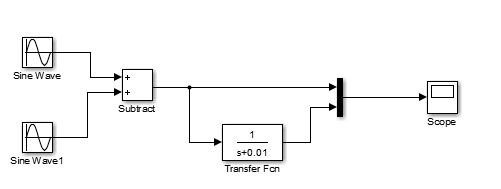 Sine Wave
+
+
Subtract
Scope
Sine Wave1
1
s+0.01
Transfer Fcn